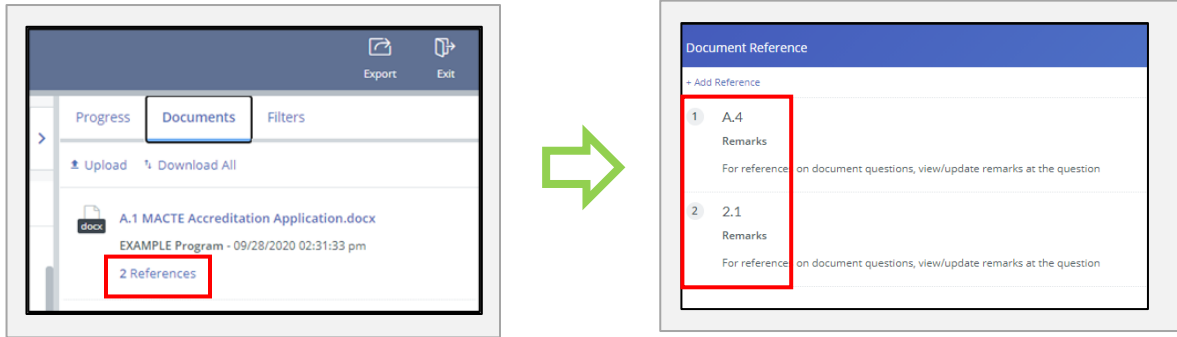 Export Exit
Progress Documents Filters
Upload Download All
docx
A.1 MACTE Accreditation Application.docx
EXAMPLE Program - 09/28/2020 02:31:33 pm
2 References
Document Reference
+ Add Reference
1 A.4
Remarks
For references on document questions, view/update remarks at the question
2 2.1
Remarks
For references on document questions, view/update remarks at the question